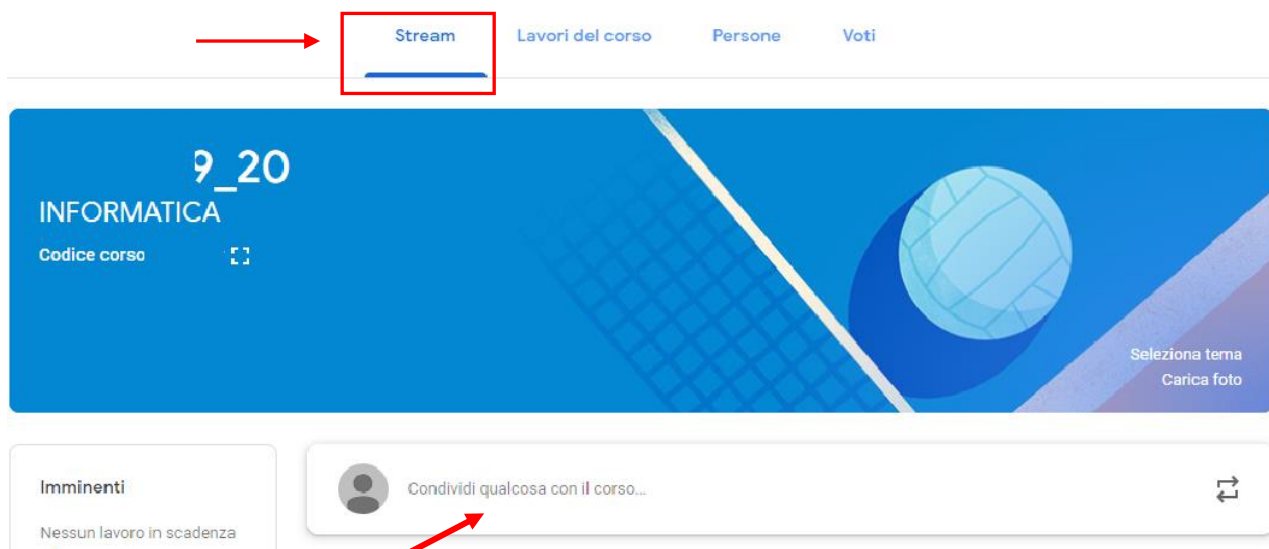 Stream Lavori del corso Persone Voti
9_20
INFORMATICA
Codice corso
Seleziona tema
Carica foto
Imminenti
Nessun lavoro in scadenza
Condividi qualcosa con il corso...